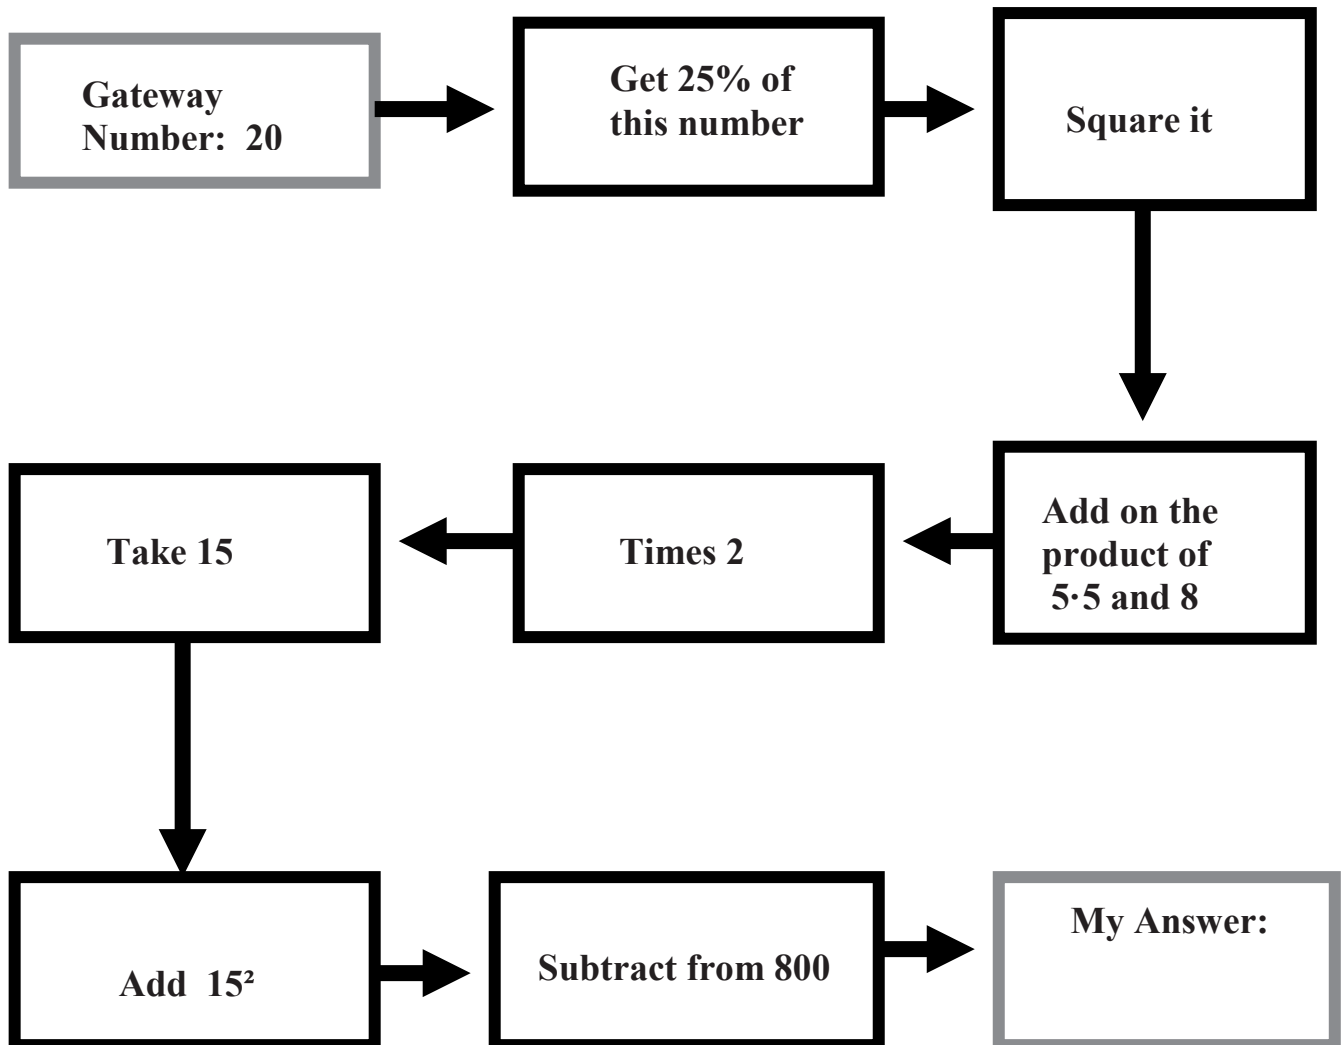 Gateway
Number: 20
Get 25% of
this number
Square it
Add on the
product of
5·5 and 8
Times 2
Take 15
Add 15²
Subtract from 800
My Answer: